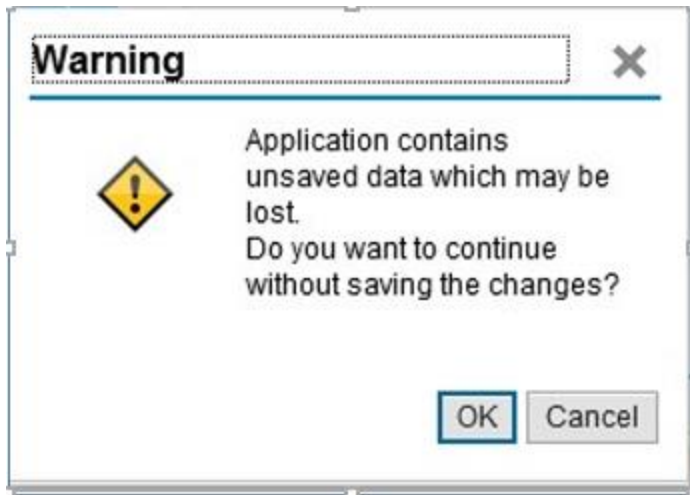 Warning
Application contains
unsaved data which may be
lost.
Do you want to continue
without saving the changes?
OK
Cancel